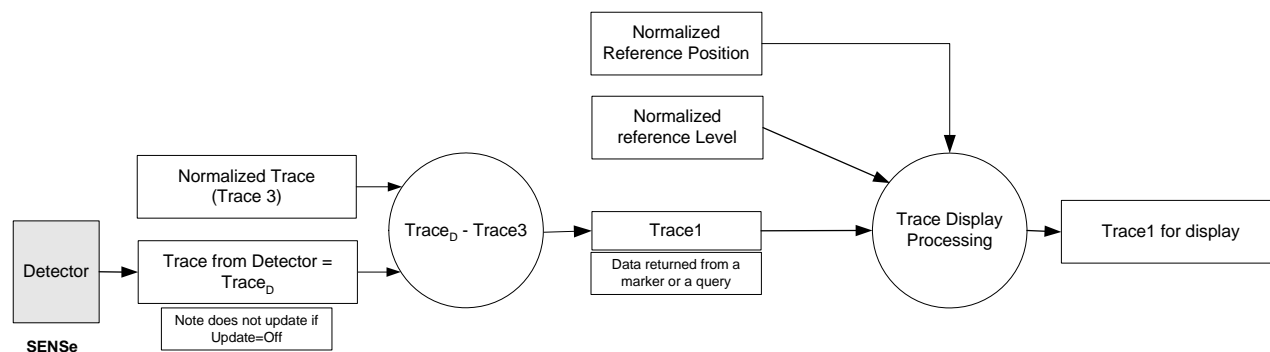 Normalized
Reference Position
Normalized
reference Level
Normalized Trace
(Trace 3)
Detector
Trace from Detector =
TraceD
Note does not update if
Update=Off
SENSe
TraceD - Trace3
Trace1
Data returned from a
marker or a query
Trace Display
Processing
Trace1 for display